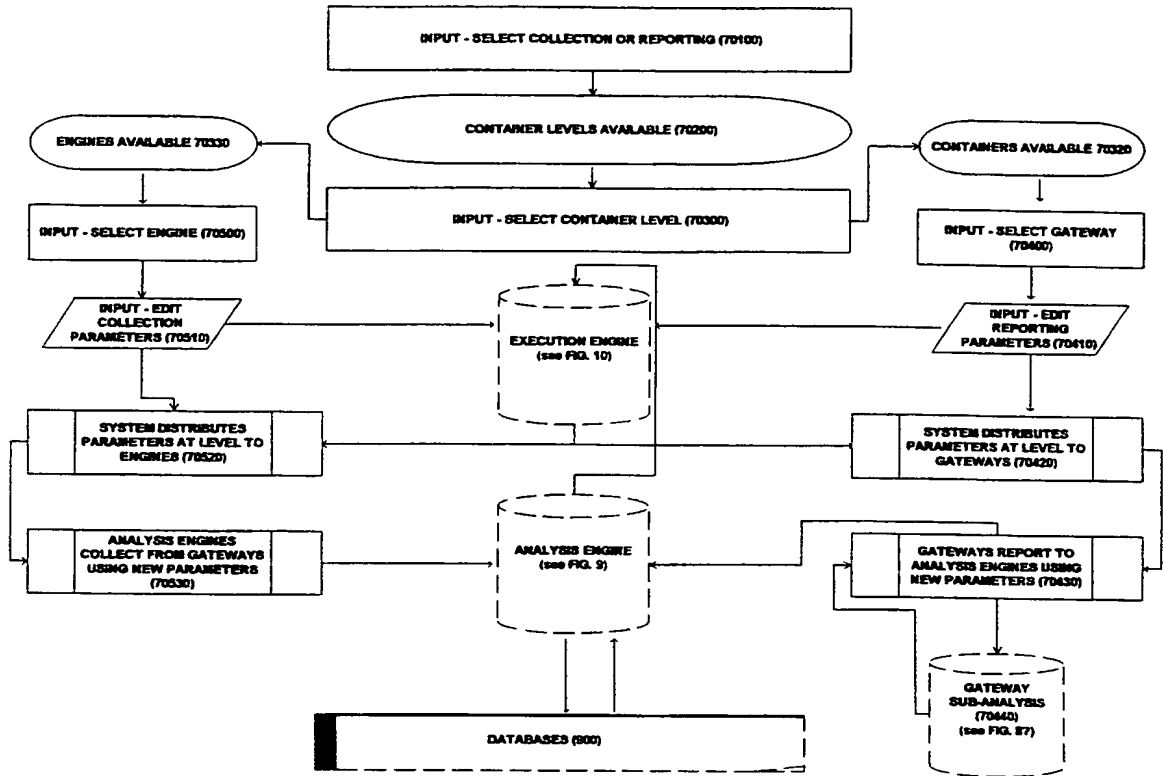 INPUT - SELECT COLLECTION OR REPORTING (70100)
CONTAINER LEVELS AVAILABLE (70200)
ENGINES AVAILABLE 70330
CONTAINERS AVAILABLE 70320
INPUT - SELECT CONTAINER LEVEL (70300)
INPUT - SELECT ENGINE (70500)
INPUT - SELECT GATEWAY
(70400)
INPUT - EDIT
COLLECTION
PARAMETERS (70510)
EXECUTION ENGINE
(see FIG. 10)
INPUT - EDIT
REPORTING
PARAMETERS (70410)
SYSTEM DISTRIBUTES
PARAMETERS AT LEVEL TO
ENGINES (70520)
SYSTEM DISTRIBUTES
PARAMETERS AT LEVEL TO
GATEWAYS (70420)
ANALYSIS ENGINES
COLLECT FROM GATEWAYS
USING NEW PARAMETERS
(70530)
ANALYSIS ENGINE
(see FIG. 9)
GATEWAYS REPORT TO
ANALYSIS ENGINES USING
NEW PARAMETERS (70430)
GATEWAY
SUB-ANALYSIS
(70440)
(see FIG. 87)
DATABASES (900)